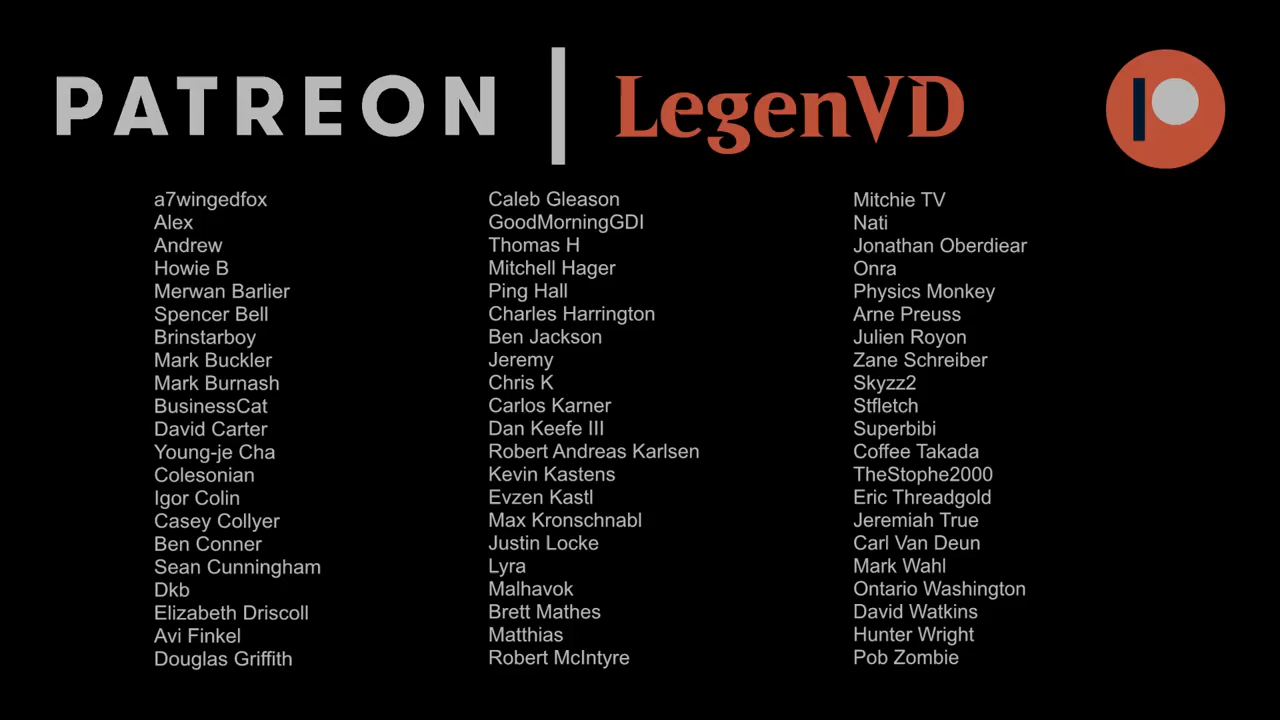 PATREON | LegenVD
a7wingedfox
Alex
Andrew
Howie B
Merwan Barlier
Spencer Bell
Brinstarboy
Mark Buckler
Mark Burnash
BusinessCat
David Carter
Young-je Cha
Colesonian
Igor Colin
Casey Collyer
Ben Conner
Sean Cunningham
Dkb
Elizabeth Driscoll
Avi Finkel
Douglas Griffith
Caleb Gleason
GoodMorningGDI
Thomas H
Mitchell Hager
Ping Hall
Charles Harrington
Ben Jackson
Jeremy
Chris K
Carlos Karner
Dan Keefe III
Robert Andreas Karlsen
Kevin Kastens
Evzen Kastl
Max Kronschnabl
Justin Locke
Lyra
Malhavok
Brett Mathes
Matthias
Robert McIntyre
Mitchie TV
Nati
Jonathan Oberdiear
Onra
Physics Monkey
Arne Preuss
Julien Royon
Zane Schreiber
Skyzz2
Stfletch
Superbibi
Coffee Takada
TheStophe2000
Eric Threadgold
Jeremiah True
Carl Van Deun
Mark Wahl
Ontario Washington
David Watkins
Hunter Wright
Pob Zombie